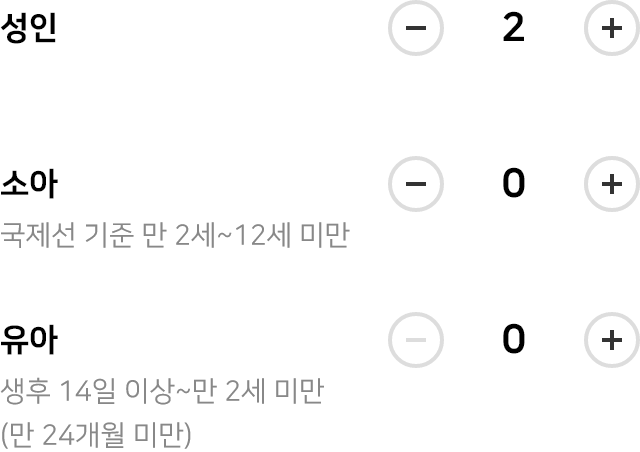 성인 − 2 +
소아 − 0 +
국제선 기준 만 2세~12세 미만
유아 − 0 +
생후 14일 이상~만 2세 미만
(만 24개월 미만)